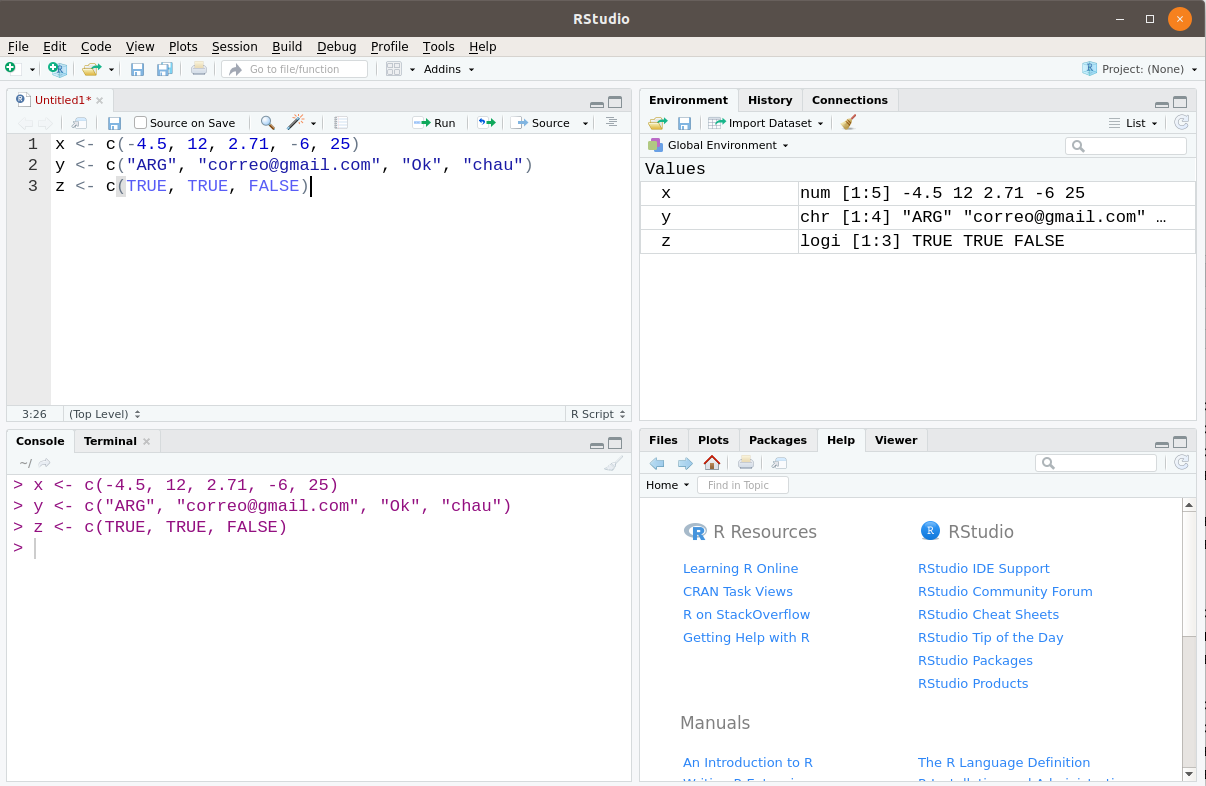 RStudio
File Edit Code View Plots Session Build Debug Profile Tools Help
Go to file/function Addins Project: (None)
Untitled1*
Source on Save Run Source
1 x <- c(-4.5, 12, 2.71, -6, 25)
2 y <- c("ARG", "correo@gmail.com", "Ok", "chau")
3 z <- c(TRUE, TRUE, FALSE)
3:26 (Top Level) R Script
Console Terminal
~/
> x <- c(-4.5, 12, 2.71, -6, 25)
> y <- c("ARG", "correo@gmail.com", "Ok", "chau")
> z <- c(TRUE, TRUE, FALSE)
>
Environment History Connections
Import Dataset List
Global Environment
Values
x num [1:5] -4.5 12 2.71 -6 25
y chr [1:4] "ARG" "correo@gmail.com" …
z logi [1:3] TRUE TRUE FALSE
Files Plots Packages Help Viewer
Home Find in Topic
R Resources
Learning R Online
CRAN Task Views
R on StackOverflow
Getting Help with R
RStudio
RStudio IDE Support
RStudio Community Forum
RStudio Cheat Sheets
RStudio Tip of the Day
RStudio Packages
RStudio Products
Manuals
An Introduction to R
The R Language Definition